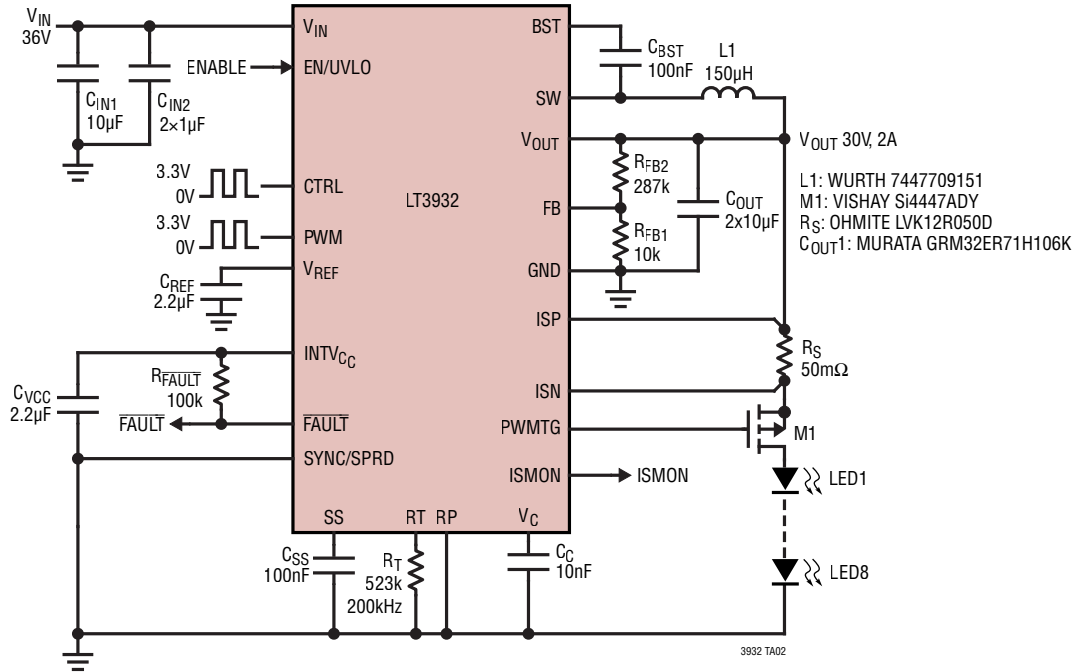 VIN
36V
CIN1
10µF
CIN2
2×1µF
ENABLE
VIN
EN/UVLO
3.3V
0V
CTRL
3.3V
0V
PWM
VREF
CREF
2.2µF
INTVCC
RFAULT
100k
CVCC
2.2µF
FAULT
FAULT
SYNC/SPRD
LT3932
BST
CBST
100nF
L1
150µH
SW
VOUT
VOUT 30V, 2A
RFB2
287k
COUT
2x10µF
FB
RFB1
10k
GND
L1: WURTH 7447709151
M1: VISHAY Si4447ADY
RS: OHMITE LVK12R050D
COUT1: MURATA GRM32ER71H106K
ISP
RS
50mΩ
ISN
PWMTG
M1
ISMON
ISMON
LED1
LED8
SS
RT
RP
VC
CSS
100nF
RT
523k
200kHz
CC
10nF
3932 TA02